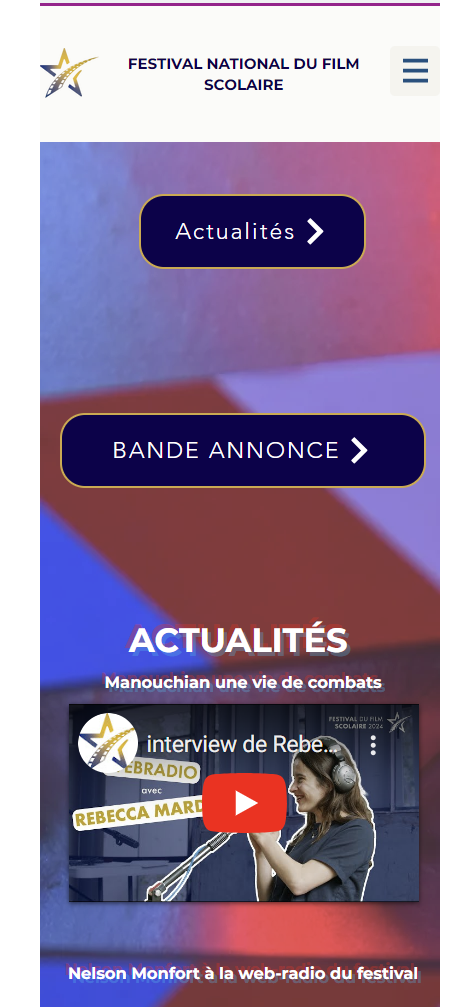 FESTIVAL NATIONAL DU FILM
SCOLAIRE
Actualités
BANDE ANNONCE
ACTUALITÉS
Manouchian une vie de combats
FESTIVAL DU FILM
SCOLAIRE 2024
interview de Rebe...
EBRADIO
avec
REBECCA MARD
Nelson Monfort à la web-radio du festival